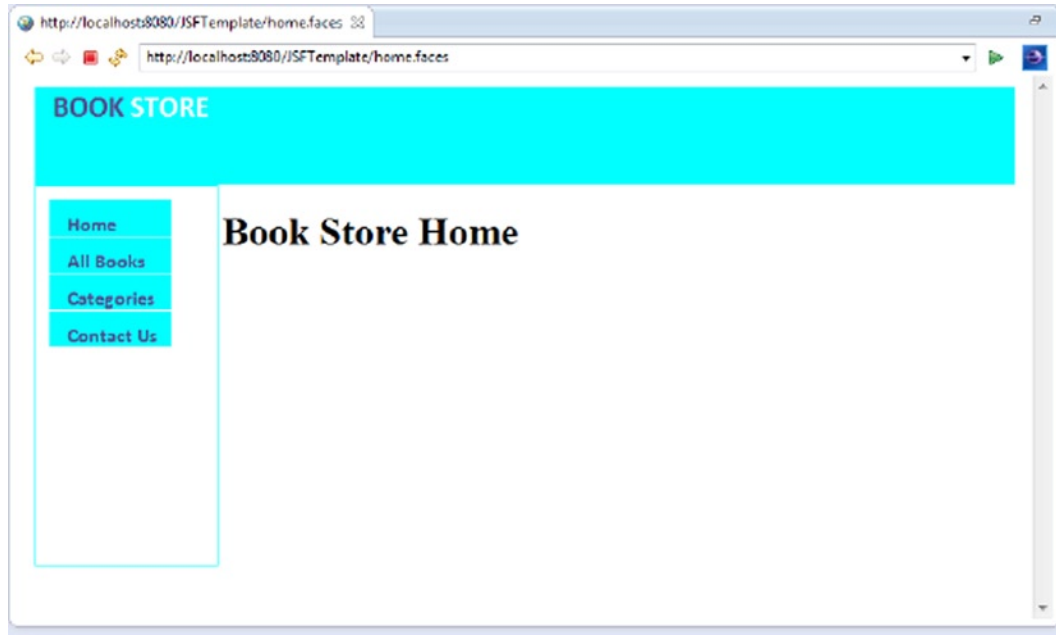 http://localhost:8080/JSFTemplate/home.faces
http://localhost:8080/JSFTemplate/home.faces
BOOK STORE
Home
Book Store Home
All Books
Categories
Contact Us